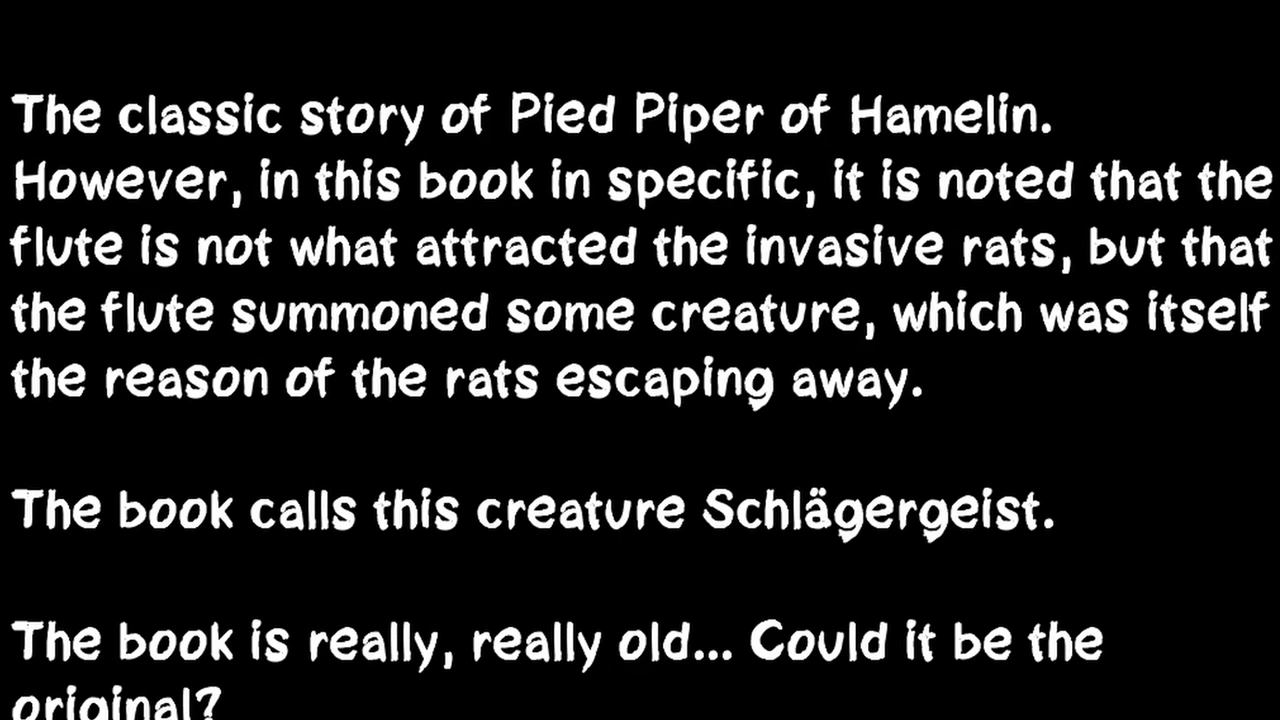 The classic story of Pied Piper of Hamelin.
However, in this book in specific, it is noted that the
flute is not what attracted the invasive rats, but that
the flute summoned some creature, which was itself
the reason of the rats escaping away.
The book calls this creature Schlägergeist.
The book is really, really old... Could it be the
original?